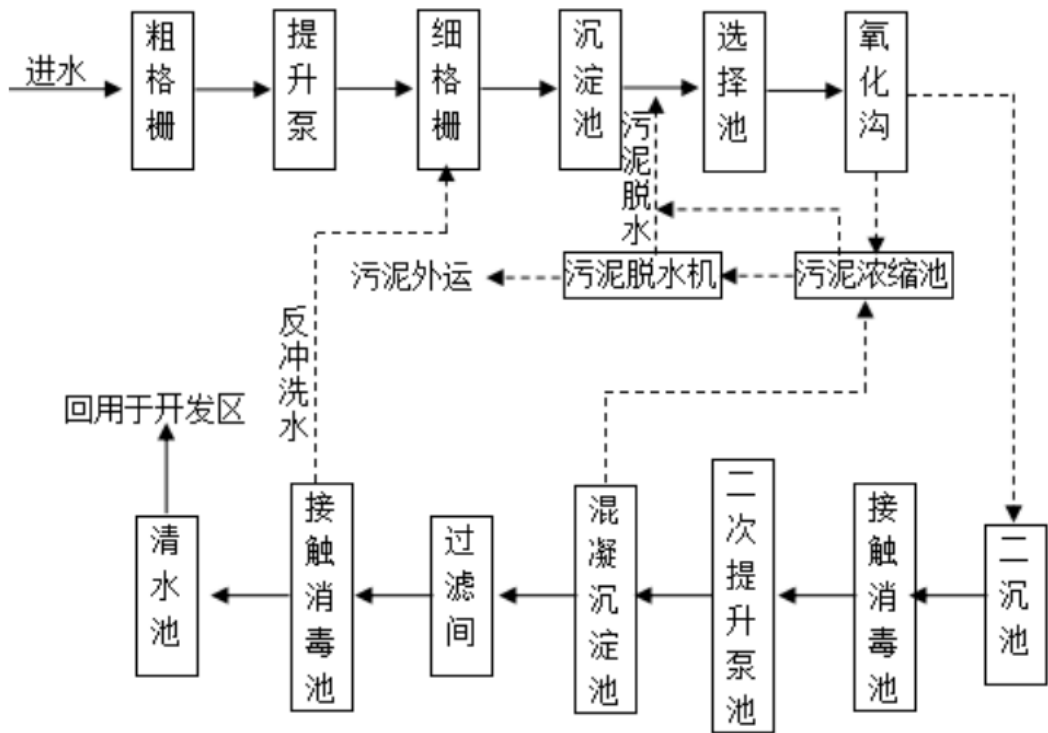 进水
粗格栅
提升泵
细格栅
沉淀池
选择池
氧化沟
污泥脱水
污泥外运
污泥脱水机
污泥浓缩池
反冲洗水
回用于开发区
清水池
接触消毒池
过滤间
混凝沉淀池
二次提升泵池
接触消毒池
二沉池